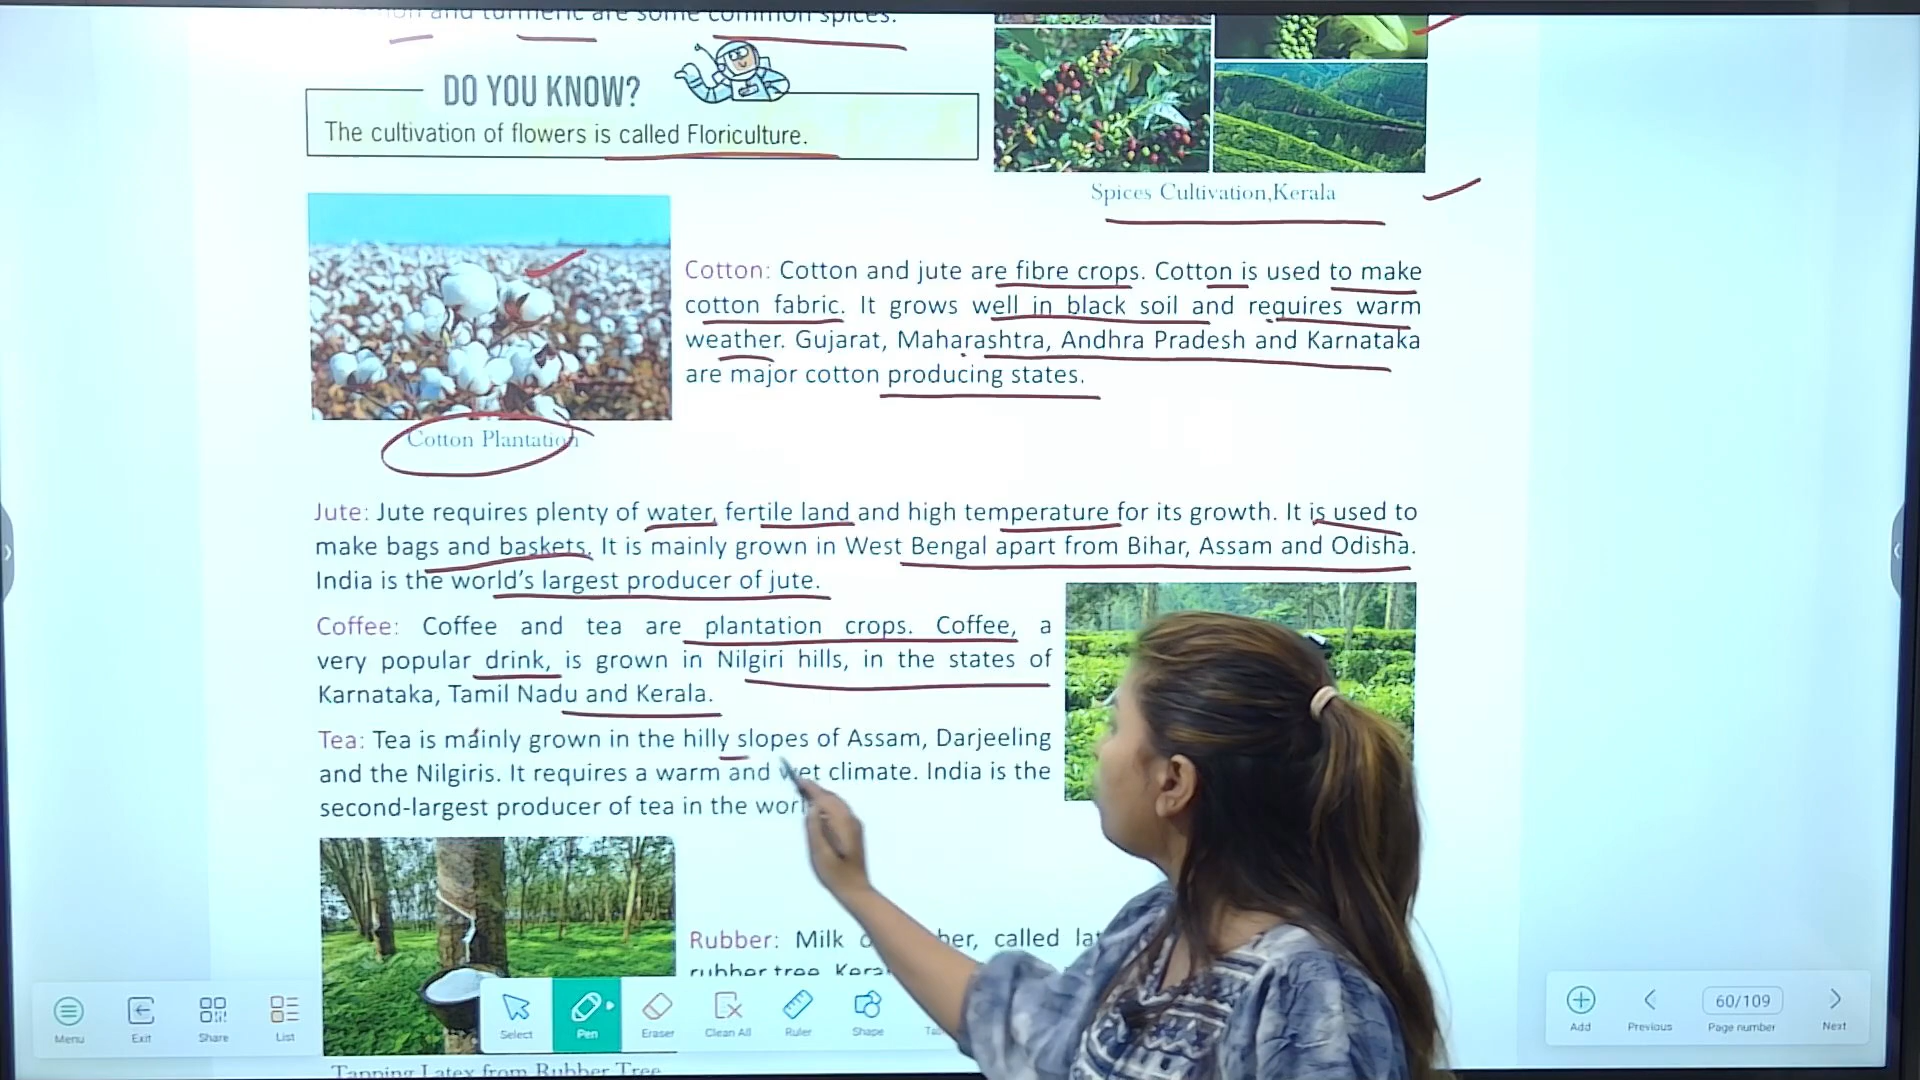 and turmeric are some common spices.
DO YOU KNOW?
The cultivation of flowers is called Floriculture.
Spices Cultivation,Kerala
Cotton: Cotton and jute are fibre crops. Cotton is used to make
cotton fabric. It grows well in black soil and requires warm
weather. Gujarat, Maharashtra, Andhra Pradesh and Karnataka
are major cotton producing states.
Cotton Plantation
Jute: Jute requires plenty of water, fertile land and high temperature for its growth. It is used to
make bags and baskets. It is mainly grown in West Bengal apart from Bihar, Assam and Odisha.
India is the world's largest producer of jute.
Coffee: Coffee and tea are plantation crops. Coffee, a
very popular drink, is grown in Nilgiri hills, in the states of
Karnataka, Tamil Nadu and Kerala.
Tea: Tea is mainly grown in the hilly slopes of Assam, Darjeeling
and the Nilgiris. It requires a warm and wet climate. India is the
second-largest producer of tea in the
Rubber: Milk called
rubber tree
Tapping Latex from Rubber Tree
Menu
Exit
Share
List
Select
Pen
Eraser
Clean All
Ruler
Shape
Add
Previous
60/109
Page number
Next